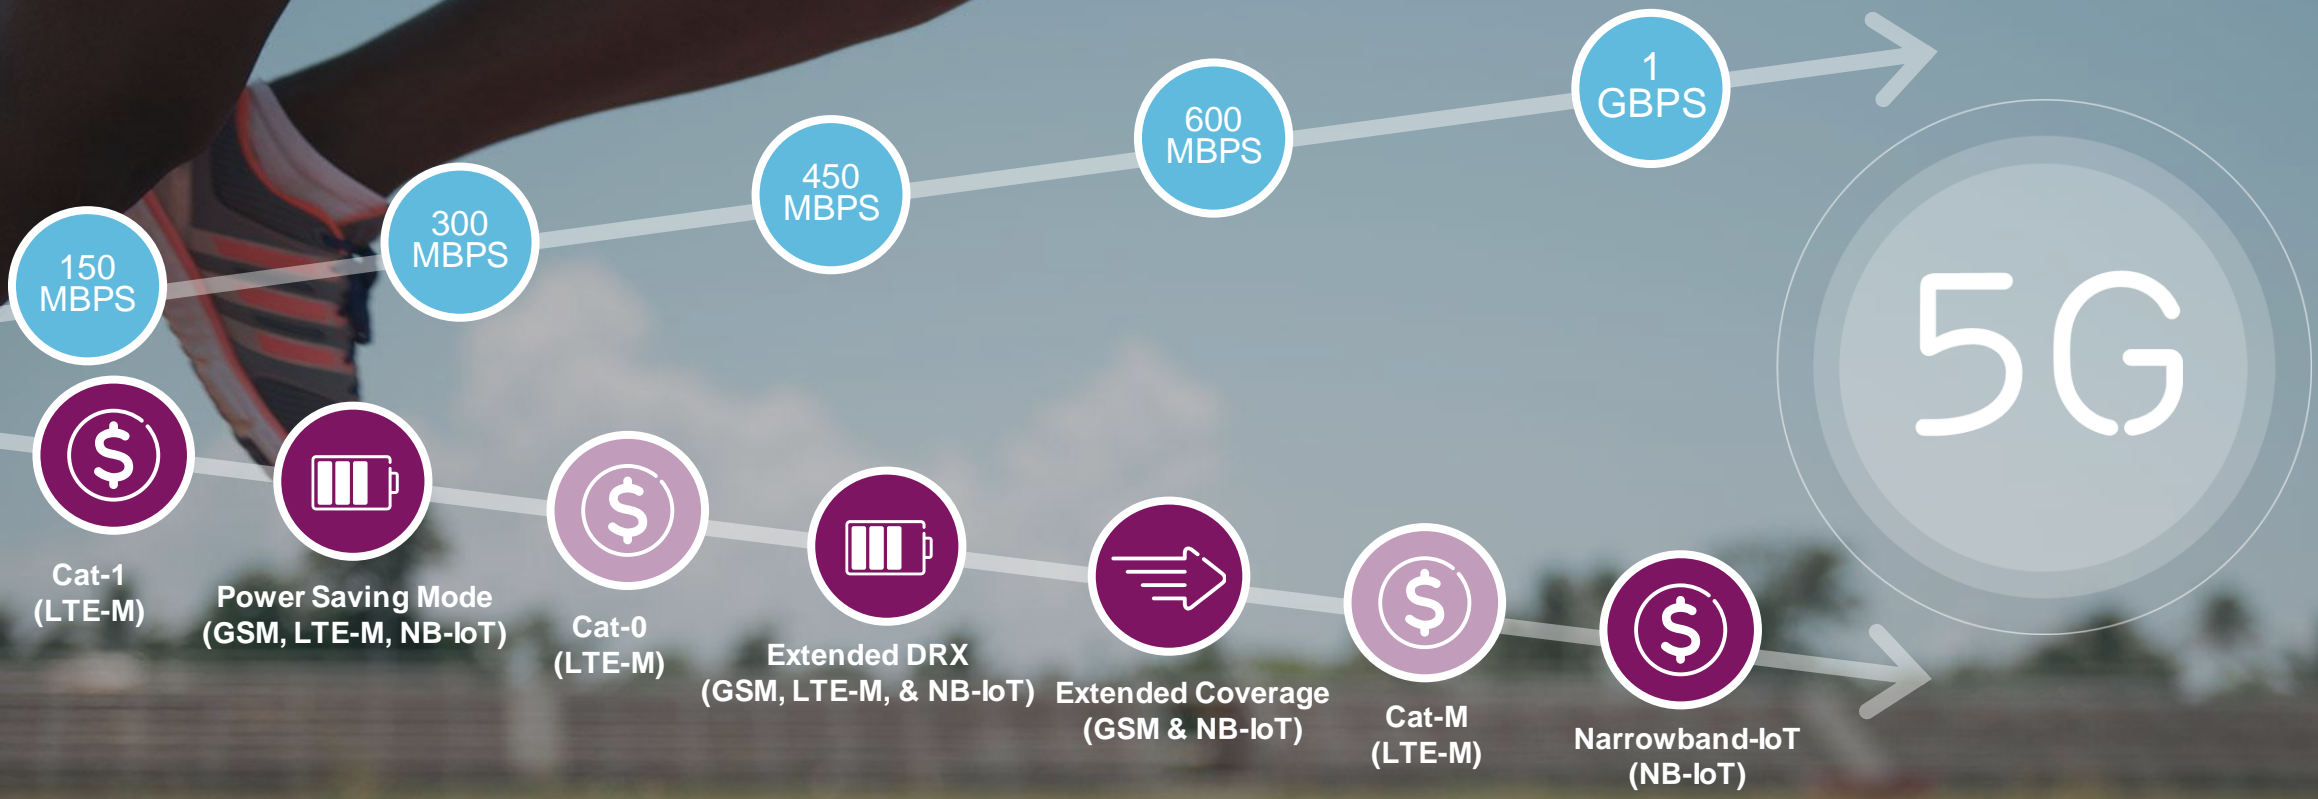 150
MBPS
300
MBPS
450
MBPS
600
MBPS
1
GBPS
5G
Cat-1
(LTE-M)
Power Saving Mode
(GSM, LTE-M, NB-IoT)
Cat-0
(LTE-M)
Extended DRX
(GSM, LTE-M, & NB-IoT)
Extended Coverage
(GSM & NB-IoT)
Cat-M
(LTE-M)
Narrowband-IoT
(NB-IoT)